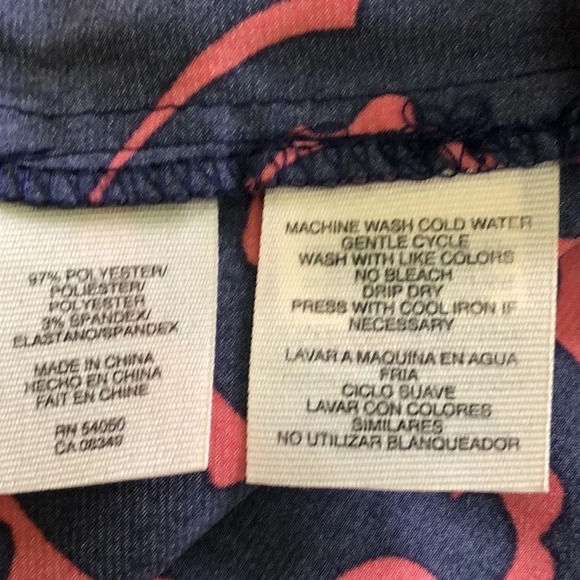 97% POLYESTER/
POLIESTER/
POLYESTER
3% SPANDEX/
ELASTANO/SPANDEX
MADE IN CHINA
HECHO EN CHINA
FAIT EN CHINE
RN 54050
CA 08349
MACHINE WASH COLD WATER
GENTLE CYCLE
WASH WITH LIKE COLORS
NO BLEACH
DRIP DRY
PRESS WITH COOL IRON IF
NECESSARY
LAVAR A MAQUINA EN AGUA
FRIA
CICLO SUAVE
LAVAR CON COLORES
SIMILARES
NO UTILIZAR BLANQUEADOR